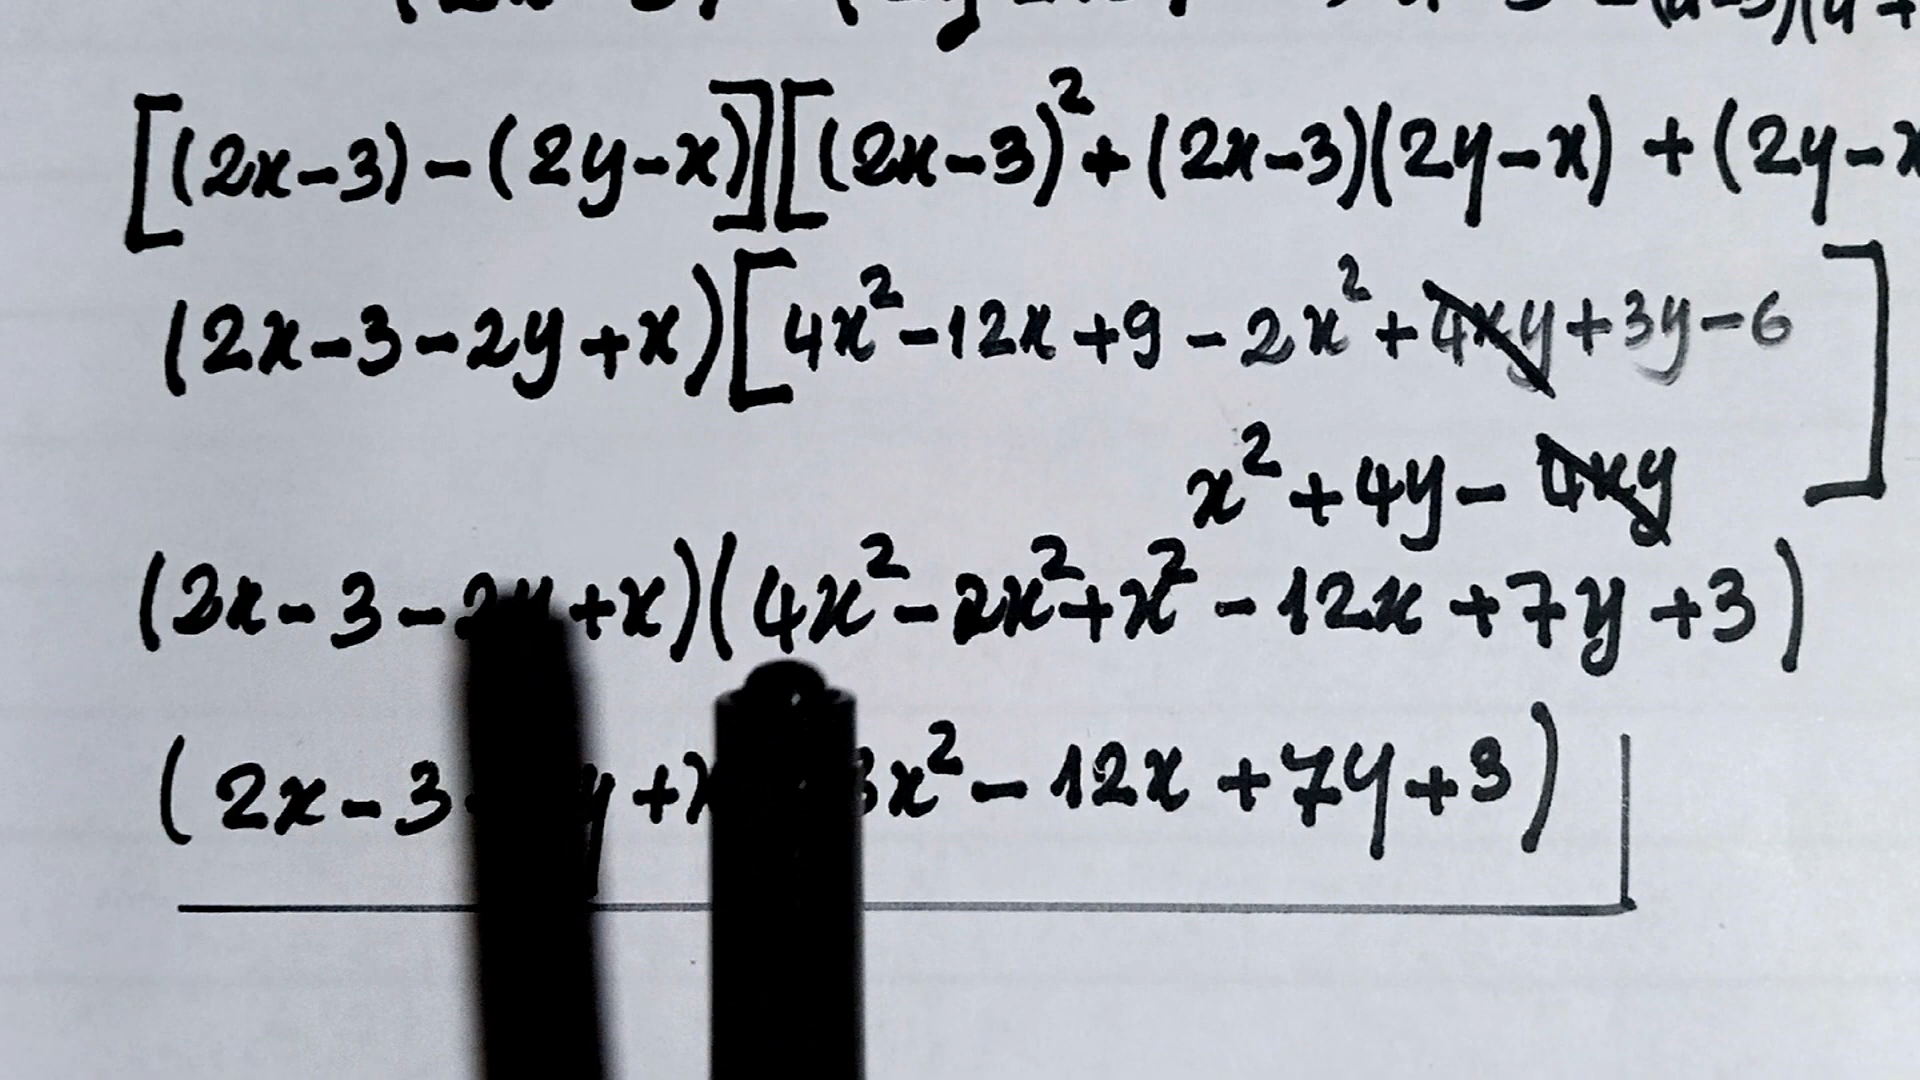 [(2x-3)-(2y-x)][(2x-3)²+(2x-3)(2y-x)+(2y-x
(2x-3-2y+x)[4x²-12x+9-2x²+4xy+3y-6
x²+4y-4xy]
(2x-3-2y+x)(4x²-2x²+x²-12x+7y+3)
(2x-3 y+x 3x²-12x+7y+3)